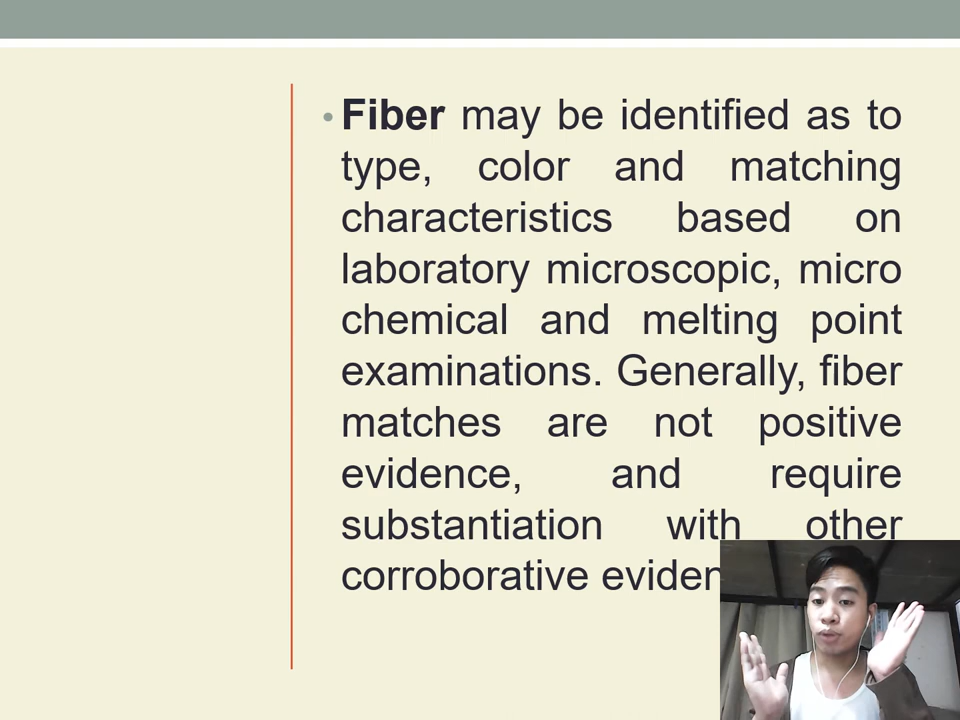 • Fiber may be identified as to
type, color and matching
characteristics based on
laboratory microscopic, micro
chemical and melting point
examinations. Generally, fiber
matches are not positive
evidence, and require
substantiation with other
corroborative